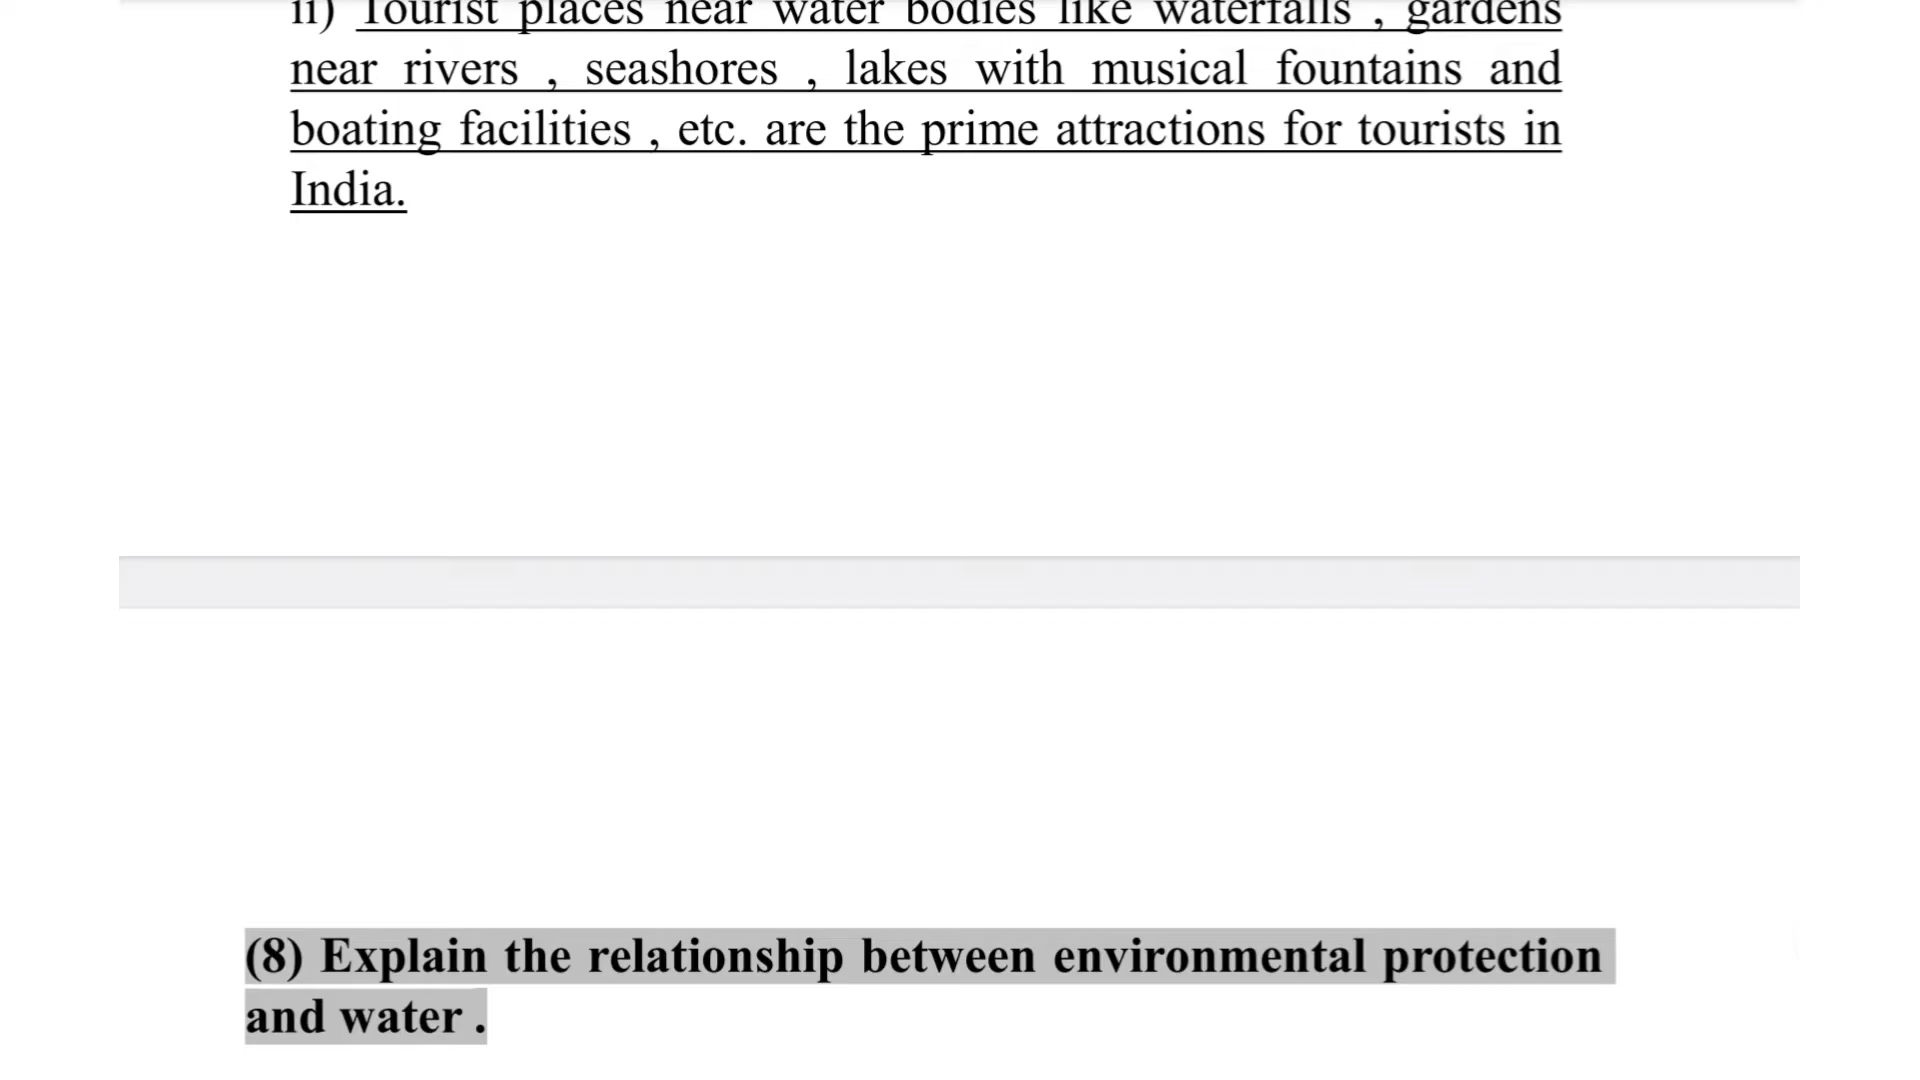 ii) Tourist places near water bodies like waterfalls , gardens
near rivers , seashores , lakes with musical fountains and
boating facilities , etc. are the prime attractions for tourists in
India.
(8) Explain the relationship between environmental protection
and water .